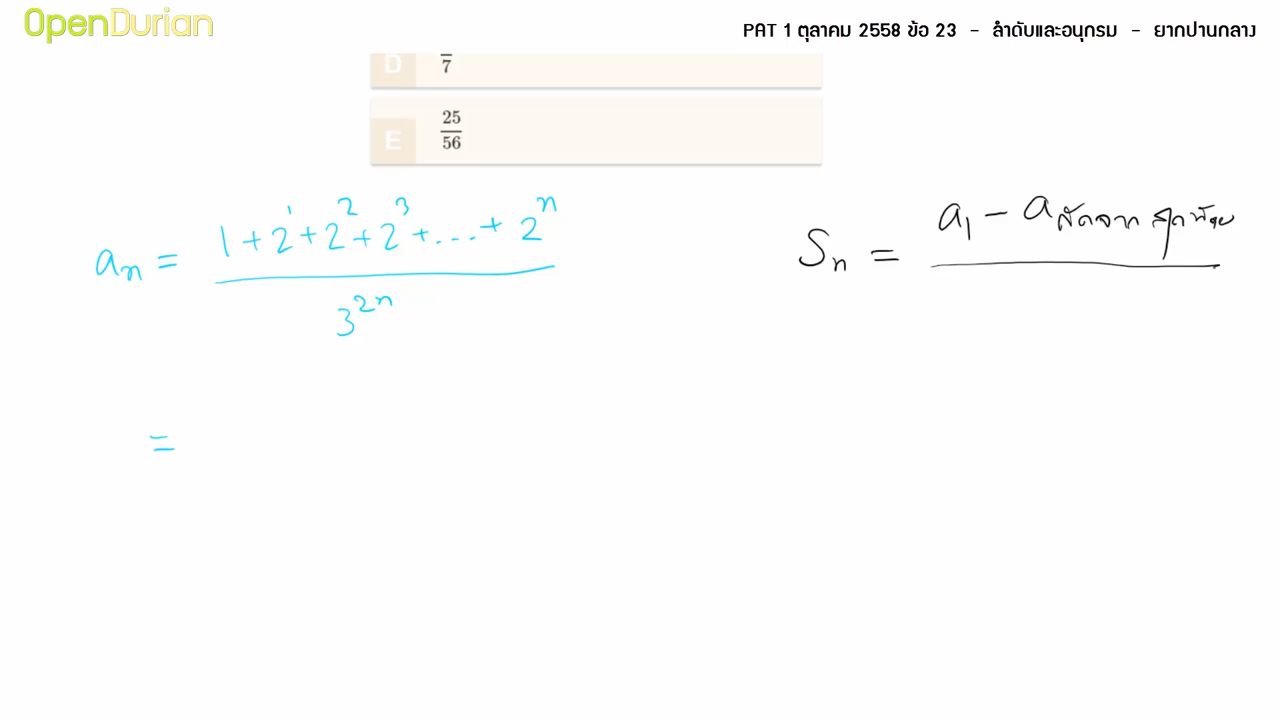 OpenDurian
PAT 1 ตุลาคม 2558 ข้อ 23 - ลำดับและอนุกรม - ยากปานกลาง
D 7
E 25/56
aₙ = (1 + 2¹ + 2² + 2³ + ... + 2ⁿ) / 3²ⁿ
Sₙ = a₁ - a ถัดจาก สุดท้าย
=